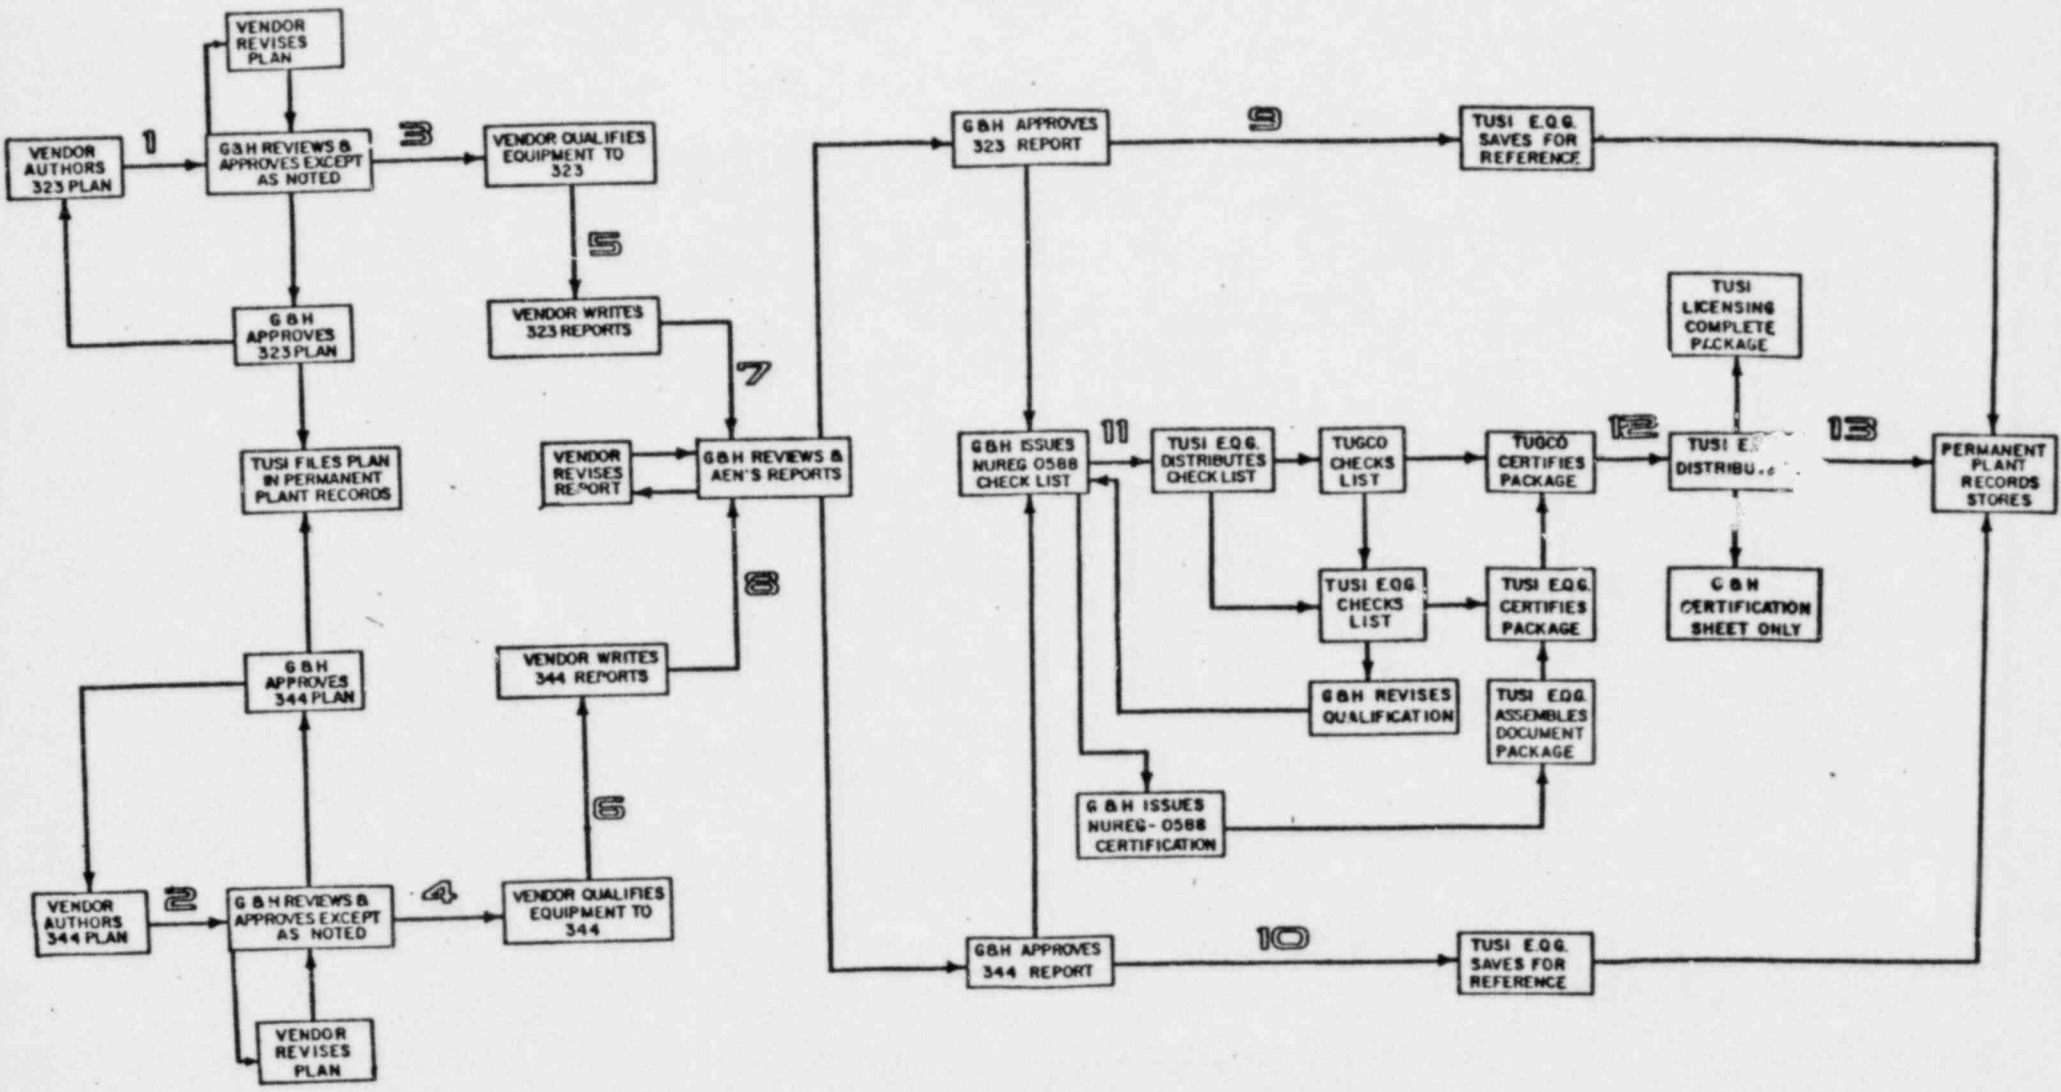 VENDOR
REVISES
PLAN
1
VENDOR
AUTHORS
323 PLAN
G&H REVIEWS &
APPROVES EXCEPT
AS NOTED
3
VENDOR QUALIFIES
EQUIPMENT TO
323
5
G&H
APPROVES
323 PLAN
VENDOR WRITES
323 REPORTS
7
TUSI FILES PLAN
IN PERMANENT
PLANT RECORDS
VENDOR
REVISES
REPORT
G&H REVIEWS &
AEN'S REPORTS
8
G&H
APPROVES
344 PLAN
VENDOR WRITES
344 REPORTS
6
VENDOR
AUTHORS
344 PLAN
2
G&H REVIEWS &
APPROVES EXCEPT
AS NOTED
4
VENDOR QUALIFIES
EQUIPMENT TO
344
VENDOR
REVISES
PLAN
G&H APPROVES
323 REPORT
9
TUSI E.Q.G.
SAVES FOR
REFERENCE
TUSI
LICENSING
COMPLETE
PACKAGE
G&H ISSUES
NUREG 0588
CHECK LIST
11
TUSI E.Q.G.
DISTRIBUTES
CHECK LIST
TUGCO
CHECKS
LIST
TUGCO
CERTIFIES
PACKAGE
12
TUSI
13
PERMANENT
PLANT
RECORDS
STORES
TUSI E.Q.G.
CHECKS
LIST
TUSI E.Q.G.
CERTIFIES
PACKAGE
G&H
CERTIFICATION
SHEET ONLY
G&H REVISES
QUALIFICATION
TUSI E.Q.G.
ASSEMBLES
DOCUMENT
PACKAGE
G&H ISSUES
NUREG-0588
CERTIFICATION
G&H APPROVES
344 REPORT
10
TUSI E.Q.G.
SAVES FOR
REFERENCE